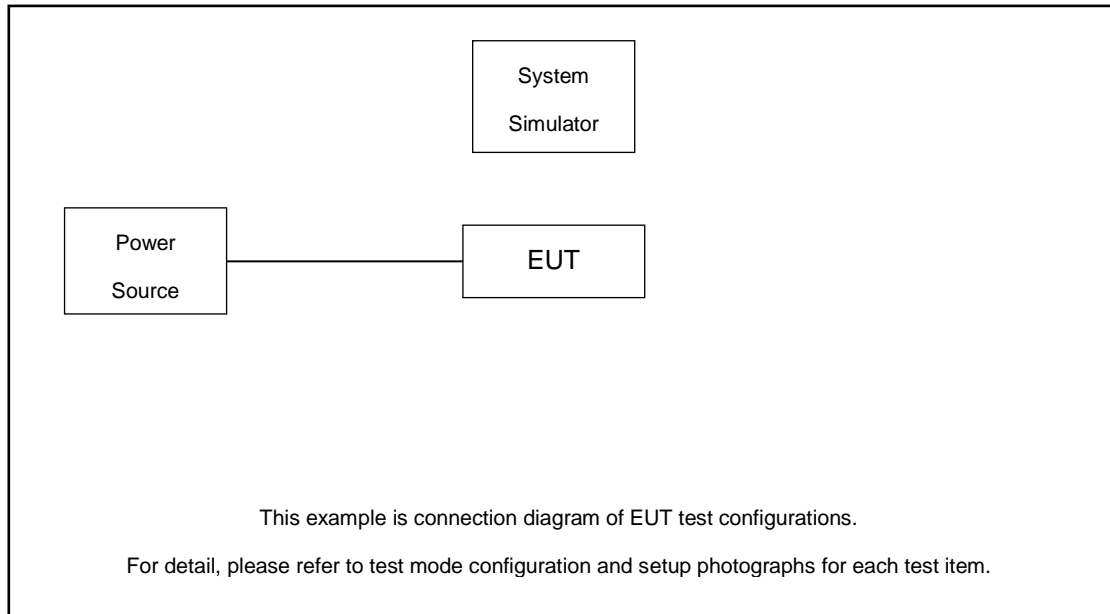 System
Simulator
Power
Source
EUT
This example is connection diagram of EUT test configurations.
For detail, please refer to test mode configuration and setup photographs for each test item.